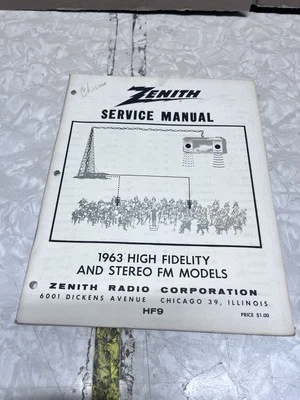 ZENITH
SERVICE MANUAL
1963 HIGH FIDELITY
AND STEREO FM MODELS
ZENITH RADIO CORPORATION
6001 DICKENS AVENUE CHICAGO 39, ILLINOIS
HF9
PRICE $1.00